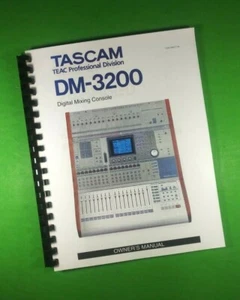 TASCAM
TEAC Professional Division
DM-3200
Digital Mixing Console
OWNER'S MANUAL